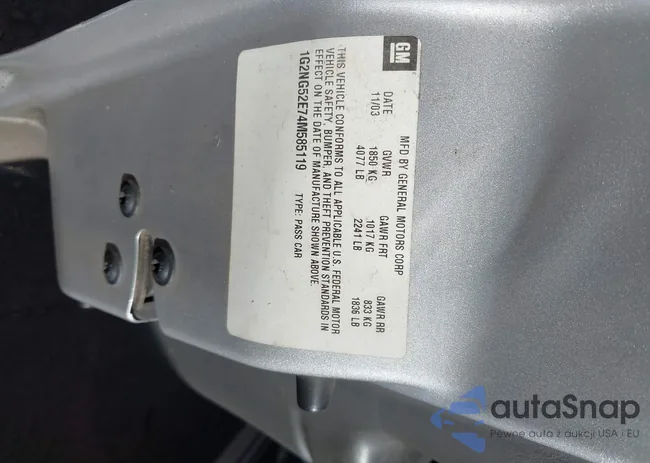 GM
MFD BY GENERAL MOTORS CORP
DATE GVWR GAWR FRT GAWR RR
11/03 1850 KG 1017 KG 833 KG
4077 LB 2241 LB 1836 LB
THIS VEHICLE CONFORMS TO ALL APPLICABLE U.S. FEDERAL MOTOR
VEHICLE SAFETY, BUMPER, AND THEFT PREVENTION STANDARDS IN
EFFECT ON THE DATE OF MANUFACTURE SHOWN ABOVE.
1G2NG52E74M585119 TYPE: PASS CAR
autaSnap
Pewne auta z aukcji USA i EU